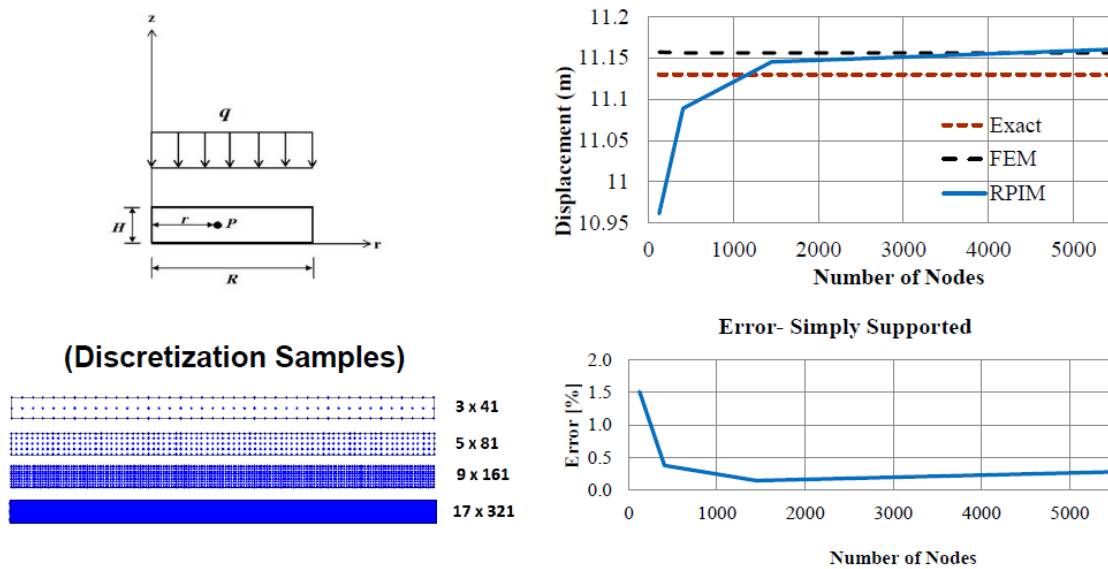 z
q
H
r
P
r
R
(Discretization Samples)
3 x 41
5 x 81
9 x 161
17 x 321
11.2
11.15
11.1
11.05
11
10.95
Displacement (m)
0
1000
2000
3000
4000
5000
Number of Nodes
Exact
FEM
RPIM
Error- Simply Supported
2.0
1.5
1.0
0.5
0.0
Error [%]
0
1000
2000
3000
4000
5000
Number of Nodes